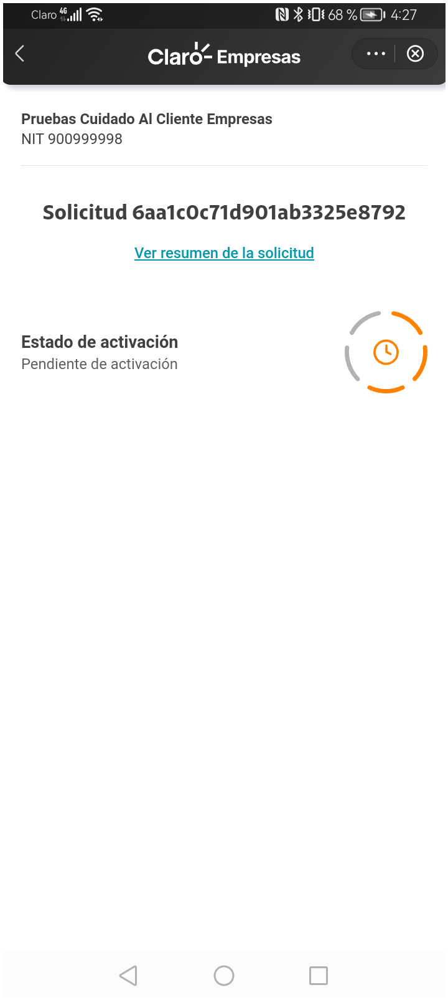 Claro 4G 68 % 4:27
Claro Empresas
Pruebas Cuidado Al Cliente Empresas
NIT 900999998
Solicitud 6aa1c0c71d901ab3325e8792
Ver resumen de la solicitud
Estado de activación
Pendiente de activación